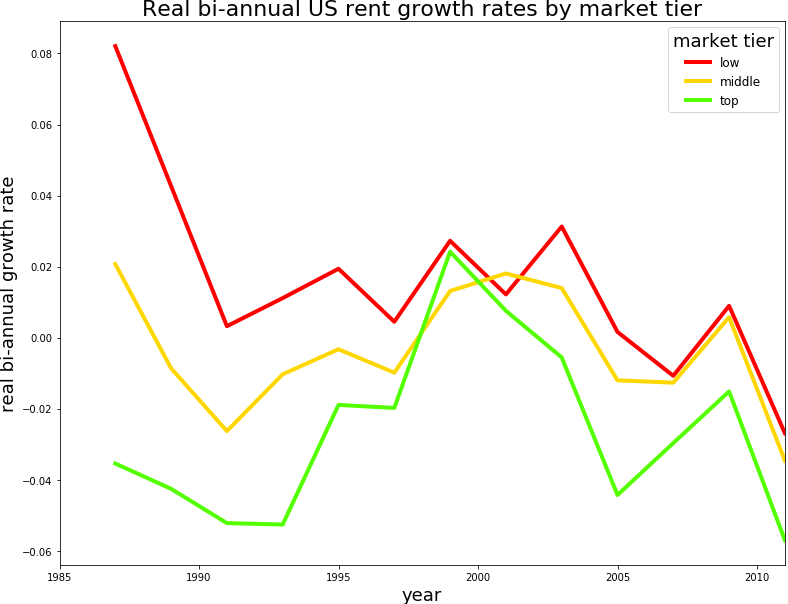 Real bi-annual US rent growth rates by market tier
market tier
low
middle
top
real bi-annual growth rate
0.08
0.06
0.04
0.02
0.00
−0.02
−0.04
−0.06
1985
1990
1995
2000
2005
2010
year